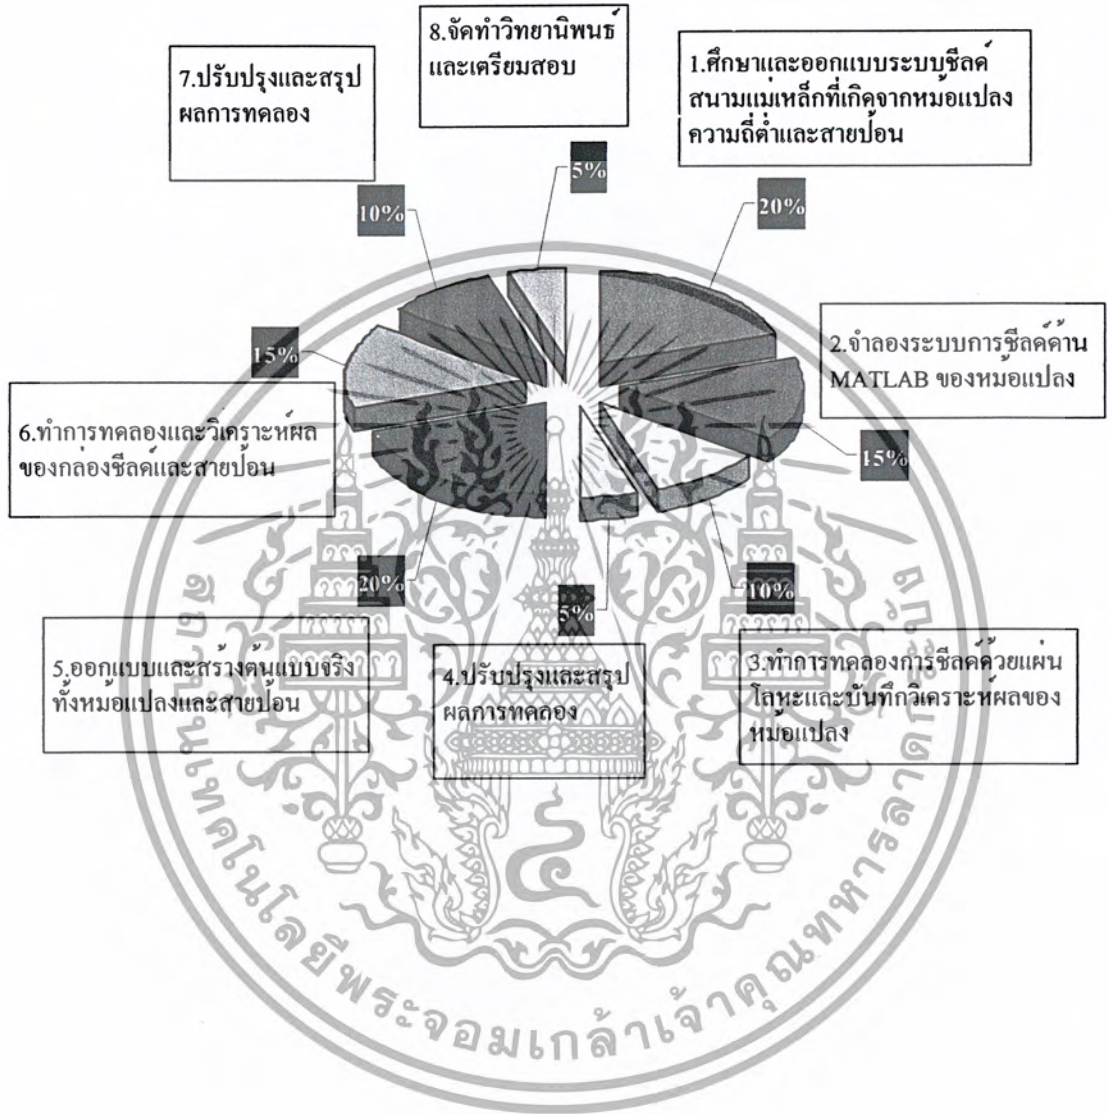 8.จัดทำวิทยานิพนธ์
และเตรียมสอบ
7.ปรับปรุงและสรุป
ผลการทดลอง
1.ศึกษาและออกแบบระบบชีลด์
สนามแม่เหล็กที่เกิดจากหม้อแปลง
ความถี่ต่ำและสายป้อน
5%
10%
20%
2.จำลองระบบการชีลด์ด้าน
MATLAB ของหม้อแปลง
15%
6.ทำการทดลองและวิเคราะห์ผล
ของกล่องชีลด์และสายป้อน
15%
20%
5%
10%
5.ออกแบบและสร้างต้นแบบจริง
ทั้งหม้อแปลงและสายป้อน
4.ปรับปรุงและสรุป
ผลการทดลอง
3.ทำการทดลองการชีลด์ด้วยแผ่น
โลหะและบันทึกวิเคราะห์ผลของ
หม้อแปลง
สถาบันเทคโนโลยีพระจอมเกล้าเจ้าคุณทหารลาดกระบัง